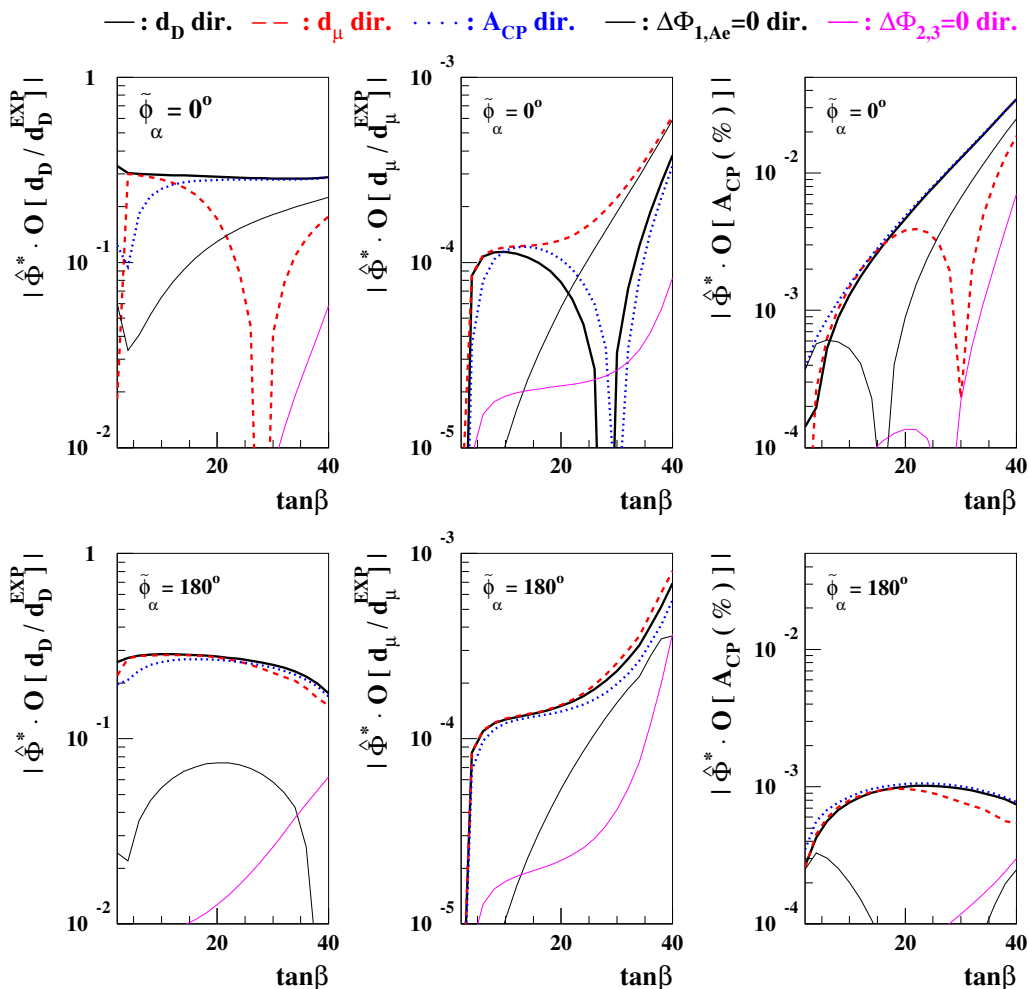 — : d_D dir. – – : d_μ dir. ····· : A_CP dir. — : ΔΦ_1,Ae=0 dir. — : ΔΦ_2,3=0 dir.
| Φ̂* · O [ d_D / d_D^EXP ] |
1
10^-1
10^-2
φ̃_α = 0°
20
40
tanβ
| Φ̂* · O [ d_μ / d_μ^EXP ] |
10^-3
10^-4
10^-5
φ̃_α = 0°
20
40
tanβ
| Φ̂* · O [ A_CP ( % ) ] |
10^-2
10^-3
10^-4
φ̃_α = 0°
20
40
tanβ
| Φ̂* · O [ d_D / d_D^EXP ] |
1
10^-1
10^-2
φ̃_α = 180°
20
40
tanβ
| Φ̂* · O [ d_μ / d_μ^EXP ] |
10^-3
10^-4
10^-5
φ̃_α = 180°
20
40
tanβ
| Φ̂* · O [ A_CP ( % ) ] |
10^-2
10^-3
10^-4
φ̃_α = 180°
20
40
tanβ